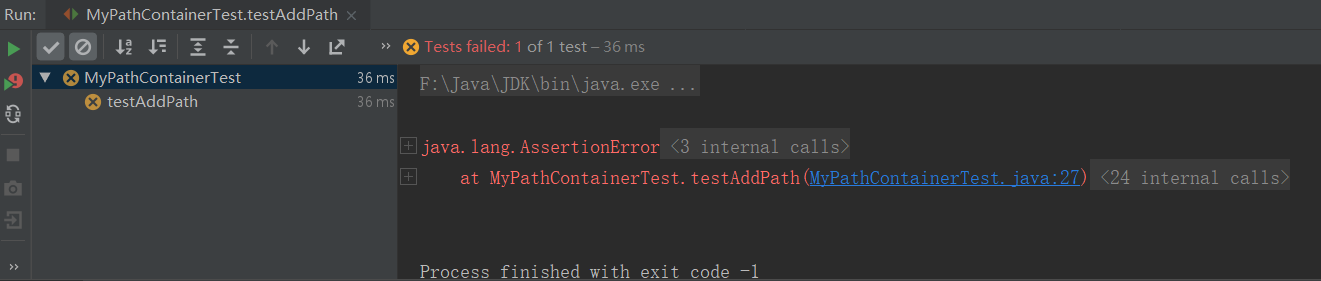 Run: MyPathContainerTest.testAddPath ×
Tests failed: 1 of 1 test – 36 ms
MyPathContainerTest 36 ms
testAddPath 36 ms
F:\Java\JDK\bin\java.exe ...
java.lang.AssertionError <3 internal calls>
at MyPathContainerTest.testAddPath(MyPathContainerTest.java:27) <24 internal calls>
Process finished with exit code -1